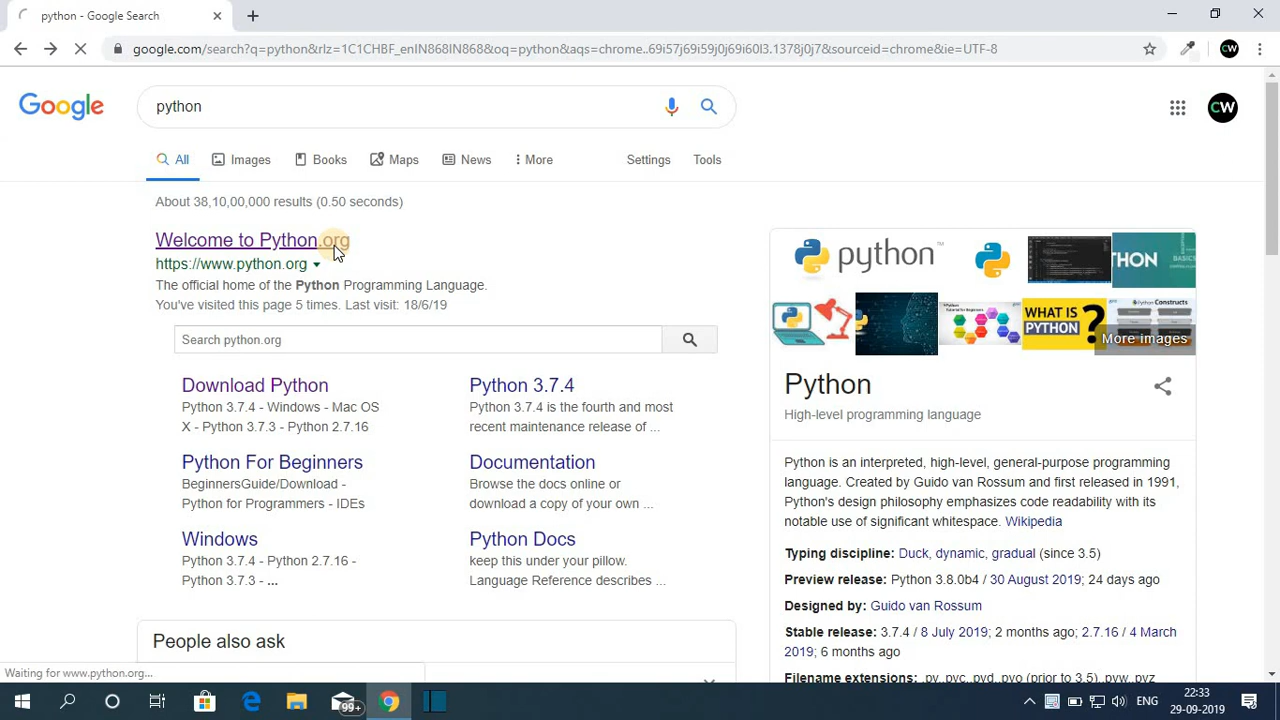 python - Google Search
google.com/search?q=python&rlz=1C1CHBF_enIN868IN868&oq=python&aqs=chrome..69i57j69i59j0j69i60l3.1378j0j7&sourceid=chrome&ie=UTF-8
CW
Google
python
CW
All
Images
Books
Maps
News
More
Settings
Tools
About 38,10,00,000 results (0.50 seconds)
Welcome to Python.org
https://www.python.org
The official home of the Python Programming Language.
You've visited this page 5 times. Last visit: 18/6/19
Search python.org
Download Python
Python 3.7.4 - Windows - Mac OS
X - Python 3.7.3 - Python 2.7.16
Python 3.7.4
Python 3.7.4 is the fourth and most
recent maintenance release of ...
Python For Beginners
BeginnersGuide/Download -
Python for Programmers - IDEs
Documentation
Browse the docs online or
download a copy of your own ...
Windows
Python 3.7.4 - Python 2.7.16 -
Python 3.7.3 - ...
Python Docs
keep this under your pillow.
Language Reference describes ...
People also ask
python™
THON
BASICS
WHAT IS
PYTHON
?
Python Constructs
More images
Python
High-level programming language
Python is an interpreted, high-level, general-purpose programming
language. Created by Guido van Rossum and first released in 1991,
Python's design philosophy emphasizes code readability with its
notable use of significant whitespace. Wikipedia
Typing discipline: Duck, dynamic, gradual (since 3.5)
Preview release: Python 3.8.0b4 / 30 August 2019; 24 days ago
Designed by: Guido van Rossum
Stable release: 3.7.4 / 8 July 2019; 2 months ago; 2.7.16 / 4 March
2019; 6 months ago
Filename extensions: .py, .pyc, .pyd, .pyo (prior to 3.5), .pyw, .pyz
Waiting for www.python.org...
99+
ENG
22:33
29-09-2019